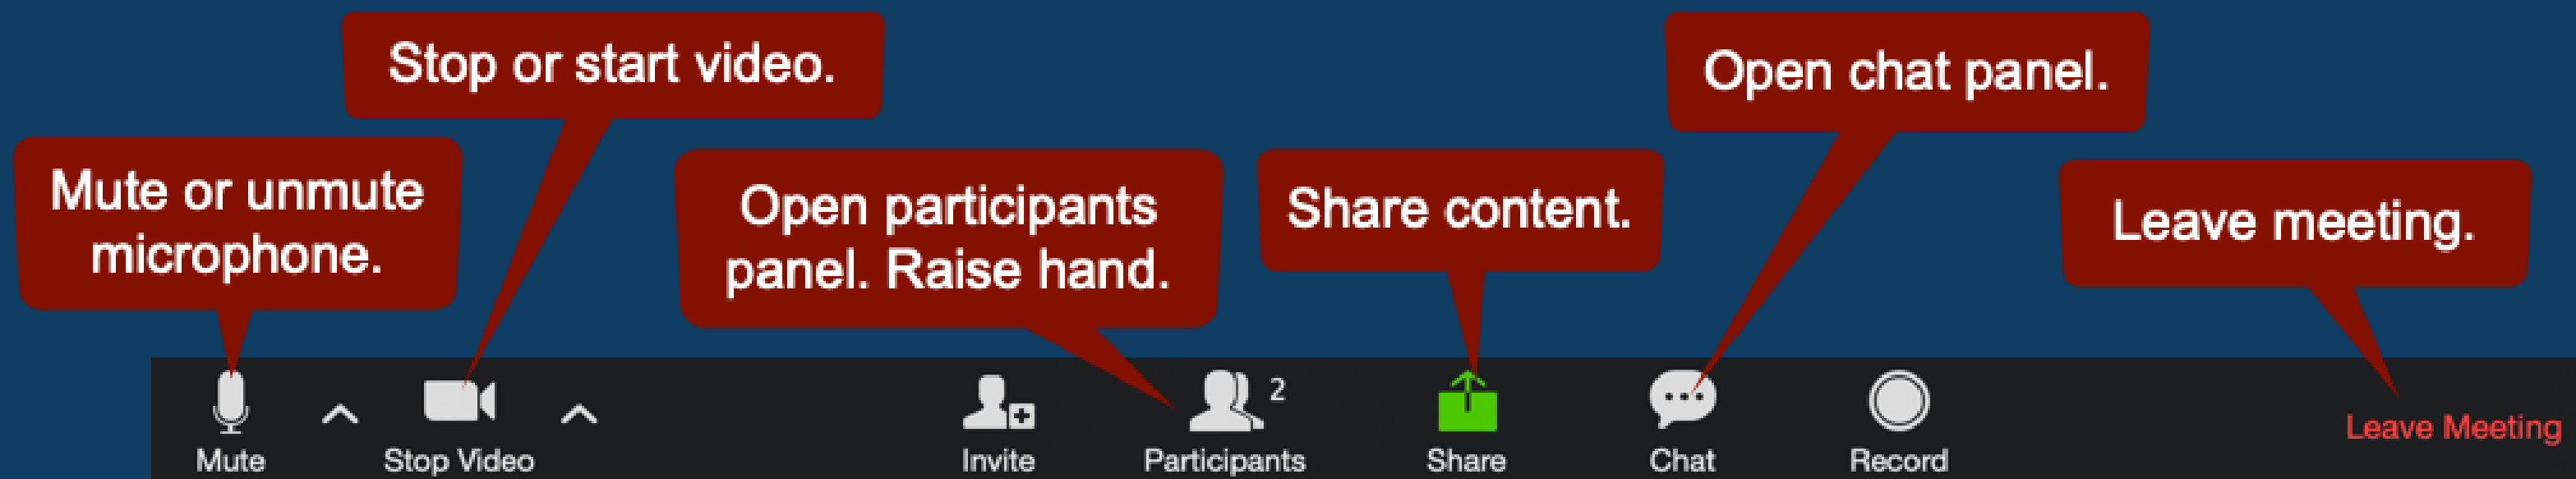 Stop or start video.
Open chat panel.
Mute or unmute
microphone.
Open participants
panel. Raise hand.
Share content.
Leave meeting.
2
Mute
Stop Video
Invite
Participants
Share
Chat
Record
Leave Meeting